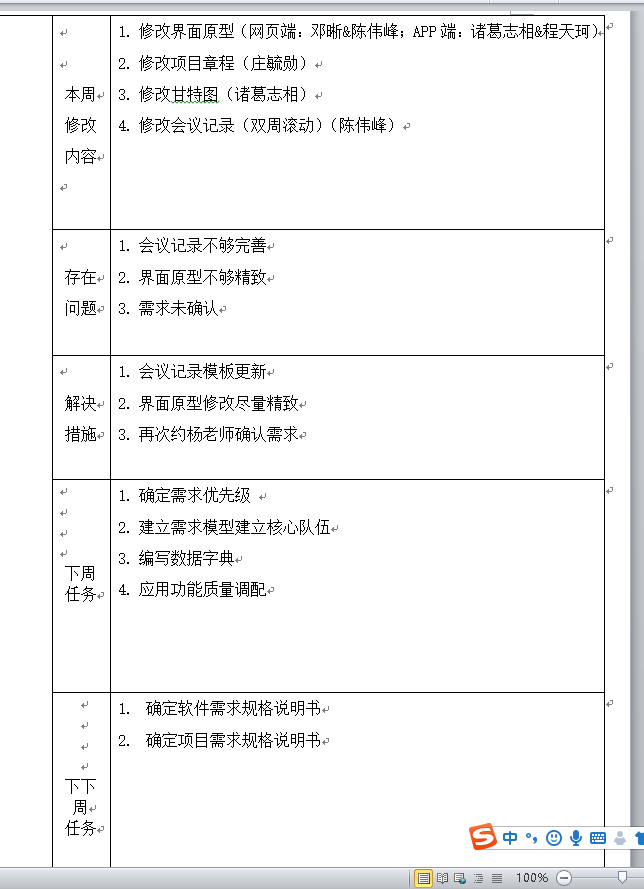 本周
修改
内容
1. 修改界面原型（网页端：邓晰&陈伟峰；APP 端：诸葛志相&程天珂）
2. 修改项目章程（庄毓勋）
3. 修改甘特图（诸葛志相）
4. 修改会议记录（双周滚动）（陈伟峰）
存在
问题
1. 会议记录不够完善
2. 界面原型不够精致
3. 需求未确认
解决
措施
1. 会议记录模板更新
2. 界面原型修改尽量精致
3. 再次约杨老师确认需求
下周
任务
1. 确定需求优先级
2. 建立需求模型建立核心队伍
3. 编写数据字典
4. 应用功能质量调配
下下
周
任务
1. 确定软件需求规格说明书
2. 确定项目需求规格说明书
中
100%